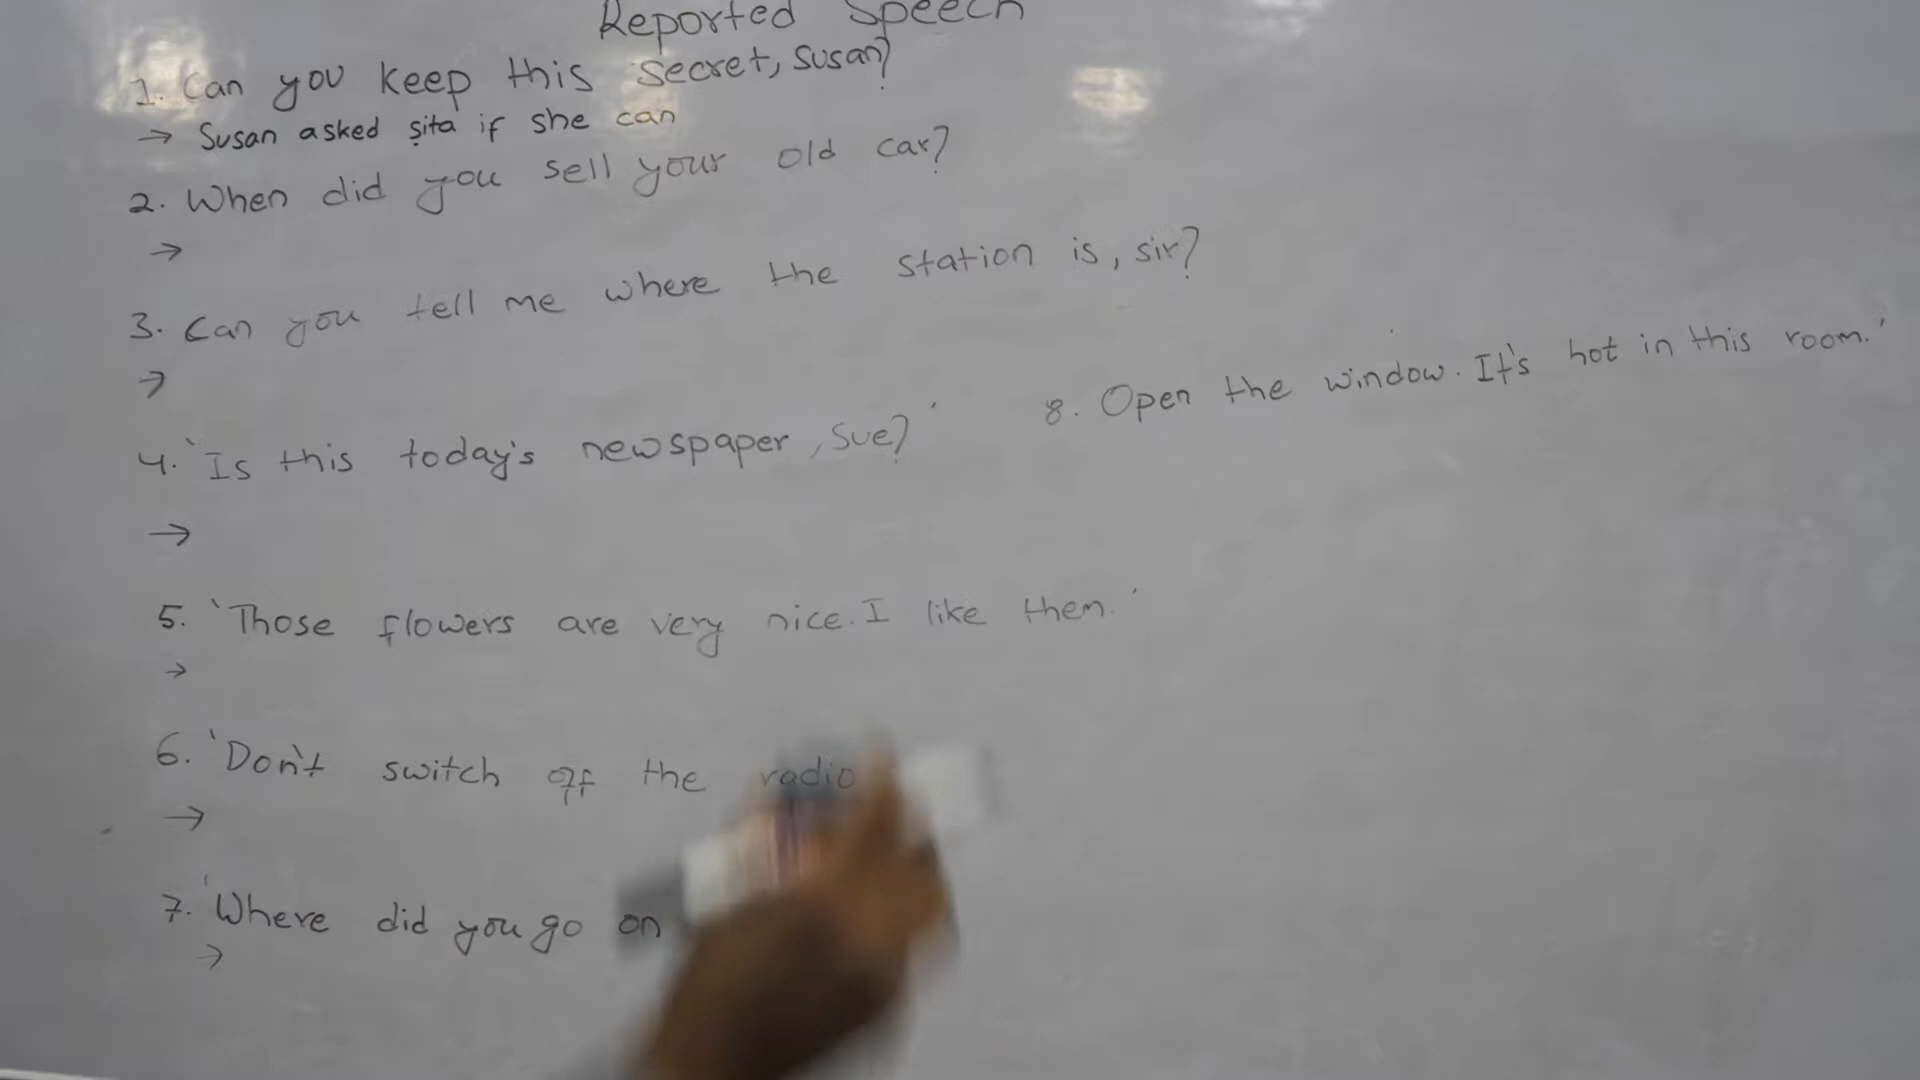 Reported Speech
1. Can you keep this secret, Susan?
→ Susan asked sita if she can
2. When did you sell your old car?
→
3. Can you tell me where the station is, sir?
→
4. 'Is this today's newspaper, Sue?'
→
8. Open the window. It's hot in this room.'
5. 'Those flowers are very nice. I like them.'
→
6. 'Don't switch off the radio
→
7. 'Where did you go on
→